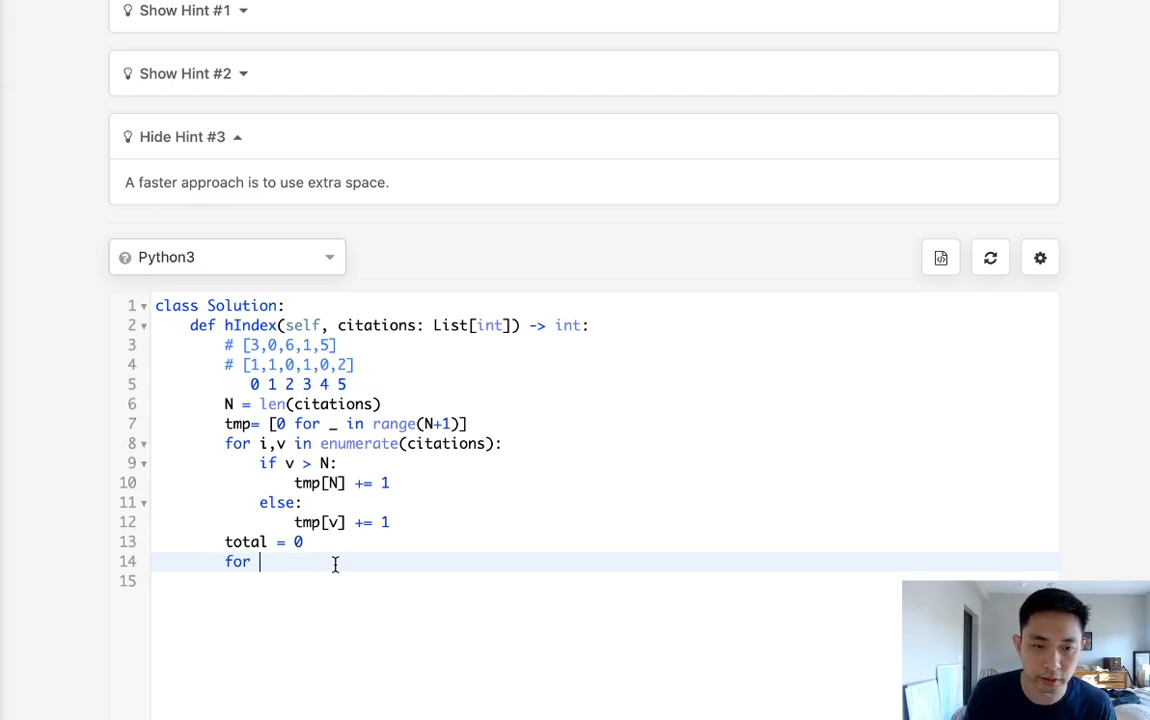 Show Hint #1
Show Hint #2
Hide Hint #3
A faster approach is to use extra space.
Python3
1 class Solution:
2 def hIndex(self, citations: List[int]) -> int:
3 # [3,0,6,1,5]
4 # [1,1,0,1,0,2]
5 0 1 2 3 4 5
6 N = len(citations)
7 tmp= [0 for _ in range(N+1)]
8 for i,v in enumerate(citations):
9 if v > N:
10 tmp[N] += 1
11 else:
12 tmp[v] += 1
13 total = 0
14 for
15